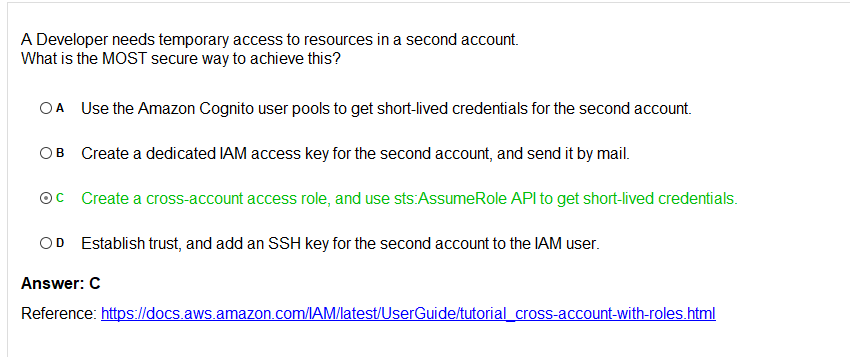 A Developer needs temporary access to resources in a second account.
What is the MOST secure way to achieve this?
A Use the Amazon Cognito user pools to get short-lived credentials for the second account.
B Create a dedicated IAM access key for the second account, and send it by mail.
C Create a cross-account access role, and use sts:AssumeRole API to get short-lived credentials.
D Establish trust, and add an SSH key for the second account to the IAM user.
Answer: C
Reference: https://docs.aws.amazon.com/IAM/latest/UserGuide/tutorial_cross-account-with-roles.html